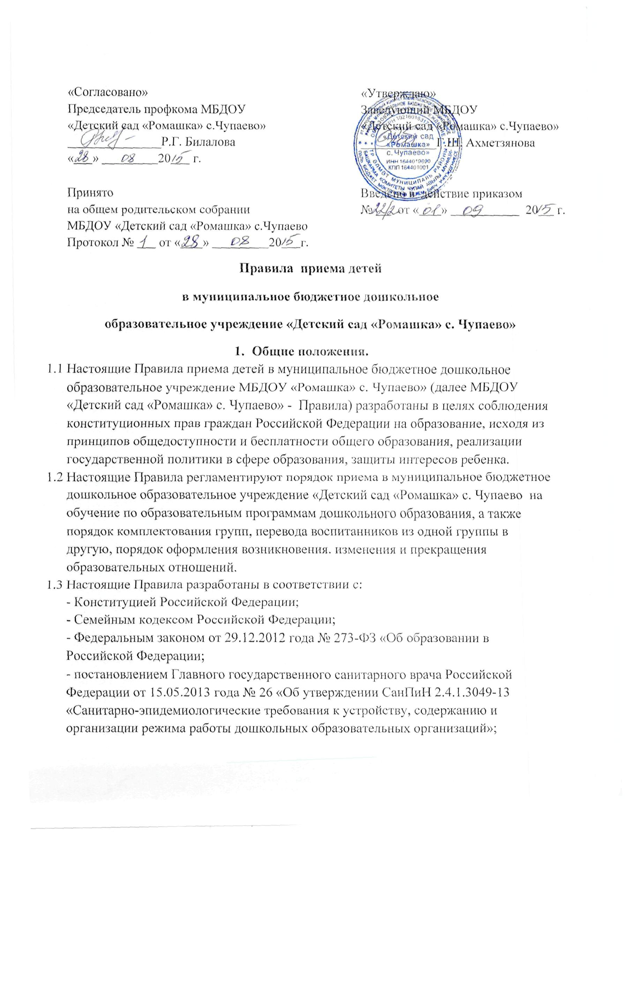 «Согласовано»
Председатель профкома МБДОУ
«Детский сад «Ромашка» с.Чупаево»
_______________Р.Г. Билалова
«28» 08 2015 г.
«Утверждаю»
Заведующий МБДОУ
«Детский сад «Ромашка» с.Чупаево»
Г.Ш. Ахметзянова
«Детский сад
«Ромашка»
с. Чупаево»
ИНН 1644019690
КПП 164401001
Принято
на общем родительском собрании
МБДОУ «Детский сад «Ромашка» с.Чупаево
Протокол № 1 от «28» 08 2015 г.
Введено в действие приказом
№22/2 от «01» 09 2015 г.
Правила приема детей
в муниципальное бюджетное дошкольное
образовательное учреждение «Детский сад «Ромашка» с. Чупаево»
1. Общие положения.
1.1 Настоящие Правила приема детей в муниципальное бюджетное дошкольное
образовательное учреждение МБДОУ «Ромашка» с. Чупаево» (далее МБДОУ
«Детский сад «Ромашка» с. Чупаево» - Правила) разработаны в целях соблюдения
конституционных прав граждан Российской Федерации на образование, исходя из
принципов общедоступности и бесплатности общего образования, реализации
государственной политики в сфере образования, защиты интересов ребенка.
1.2 Настоящие Правила регламентируют порядок приема в муниципальное бюджетное
дошкольное образовательное учреждение «Детский сад «Ромашка» с. Чупаево на
обучение по образовательным программам дошкольного образования, а также
порядок комплектования групп, перевода воспитанников из одной группы в
другую, порядок оформления возникновения. изменения и прекращения
образовательных отношений.
1.3 Настоящие Правила разработаны в соответствии с:
- Конституцией Российской Федерации;
- Семейным кодексом Российской Федерации;
- Федеральным законом от 29.12.2012 года № 273-ФЗ «Об образовании в
Российской Федерации;
- постановлением Главного государственного санитарного врача Российской
Федерации от 15.05.2013 года № 26 «Об утверждении СанПиН 2.4.1.3049-13
«Санитарно-эпидемиологические требования к устройству, содержанию и
организации режима работы дошкольных образовательных организаций»;